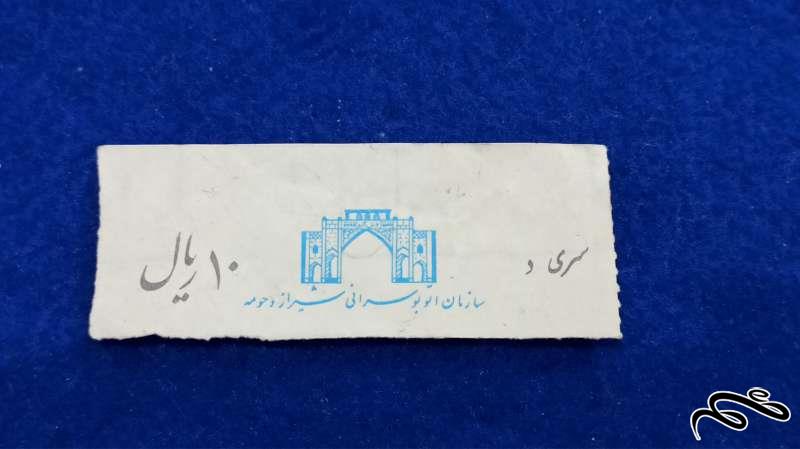 سری د
سازمان اتوبوسرانی شیراز و حومه
۱۰ ریال